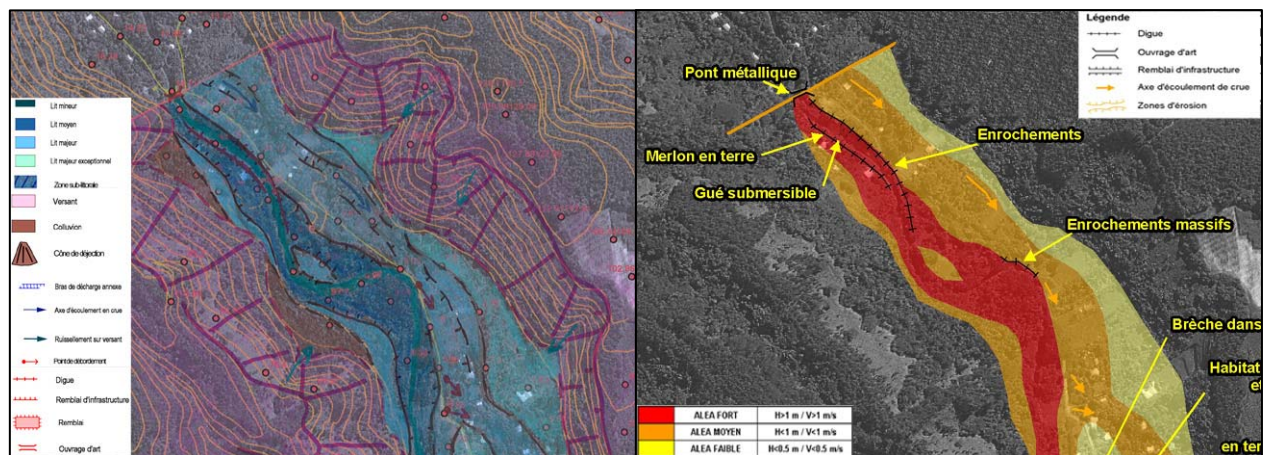 Lit mineur
Lit moyen
Lit majeur
Lit majeur exceptionnel
Zone sub-littorale
Versant
Colluvion
Cône de déjection
Bras de décharge annexe
Axe d'écoulement en crue
Ruissellement sur versant
Point de débordement
Digue
Remblai d'infrastructure
Remblai
Ouvrage d'art
Légende
Digue
Ouvrage d'art
Remblai d'infrastructure
Axe d'écoulement de crue
Zones d'érosion
Pont métallique
Enrochements
Merlon en terre
Gué submersible
Enrochements massifs
Brèche dans
Habitat
et
en ter
ALEA FORT H>1 m / V>1 m/s
ALEA MOYEN H<1 m / V<1 m/s
ALEA FAIBLE H<0.5 m / V<0.5 m/s